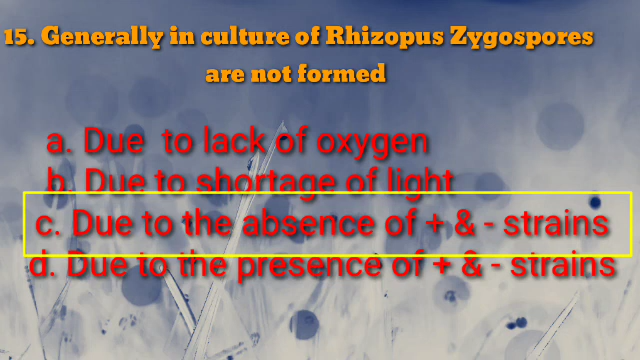 15. Generally in culture of Rhizopus Zygospores
are not formed
a. Due to lack of oxygen
b. Due to shortage of light
c. Due to the absence of + & - strains
d. Due to the presence of + & - strains